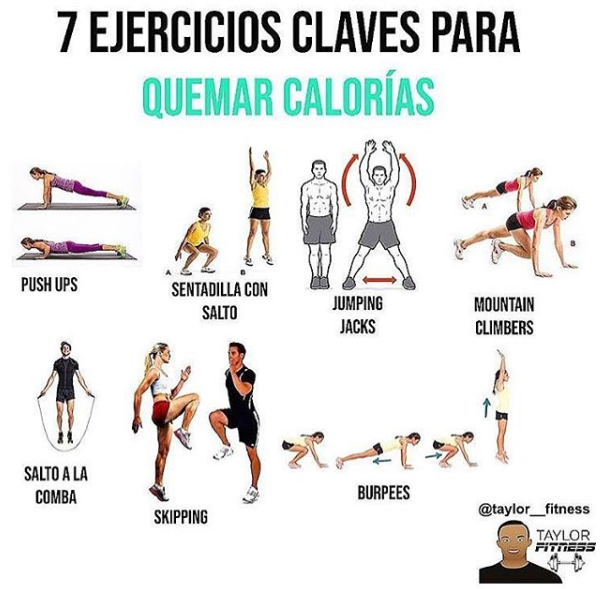 7 EJERCICIOS CLAVES PARA
QUEMAR CALORÍAS
A
B
A
B
PUSH UPS
SENTADILLA CON
SALTO
JUMPING
JACKS
MOUNTAIN
CLIMBERS
SALTO A LA
COMBA
SKIPPING
BURPEES
@taylor__fitness
TAYLOR
FITNESS